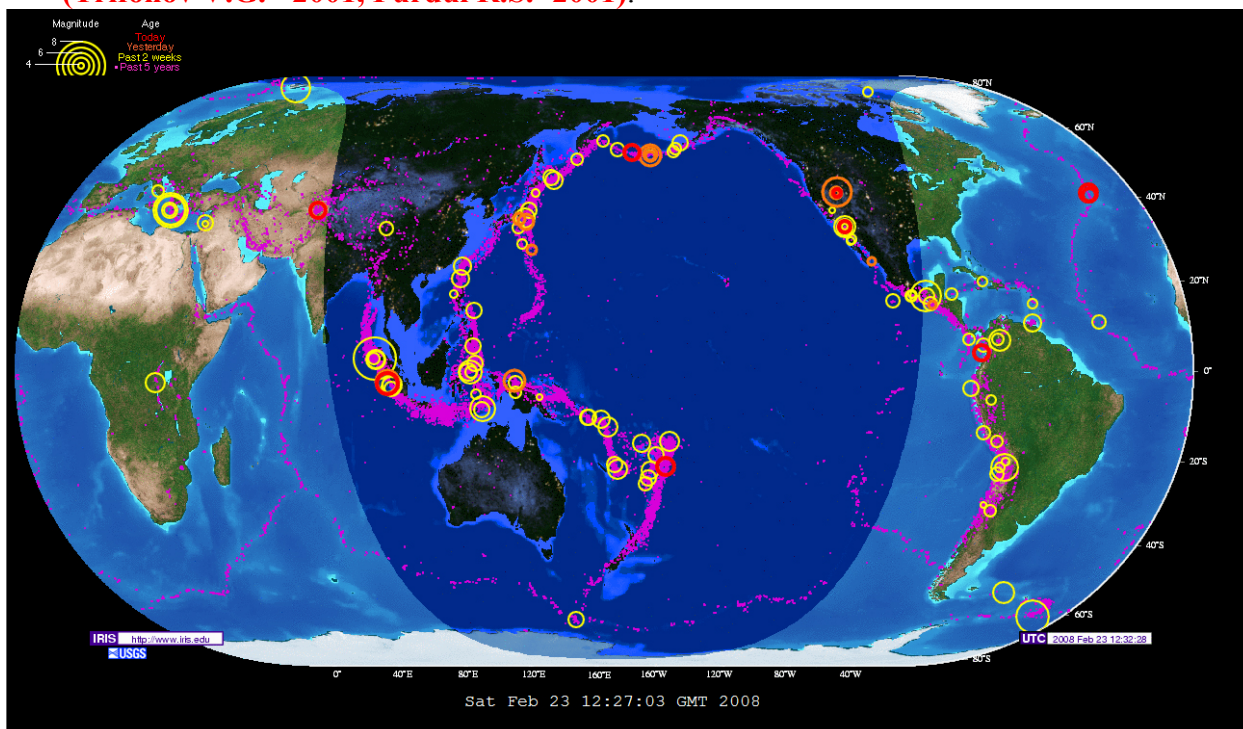 2001,
2001).
Magnitude
Age
8
6
4
Today
Yesterday
Past 2 weeks
Past 5 years
80°N
60°N
40°N
20°N
0°
20°S
40°S
60°S
80°S
0° 40°E 80°E 120°E 160°E 160°W 120°W 80°W 40°W
IRIS http://www.iris.edu
USGS
UTC 2008 Feb 23 12:32:28
Sat Feb 23 12:27:03 GMT 2008